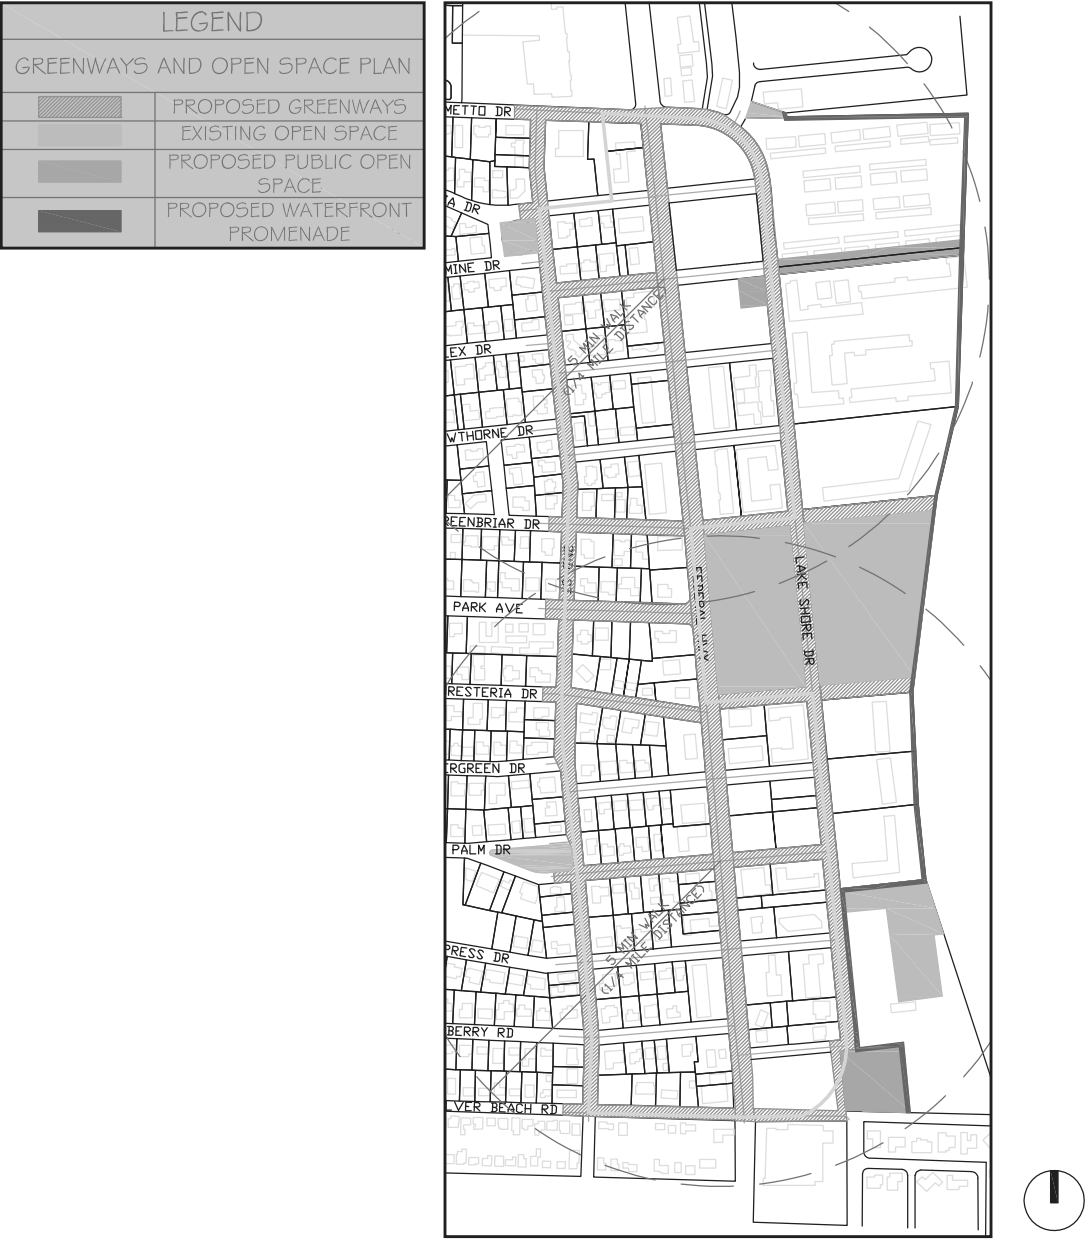 LEGEND
GREENWAYS AND OPEN SPACE PLAN
PROPOSED GREENWAYS
EXISTING OPEN SPACE
PROPOSED PUBLIC OPEN
SPACE
PROPOSED WATERFRONT
PROMENADE
METTO DR
A DR
MINE DR
5 MIN WALK
(1/4 MILE DISTANCE)
EX DR
WTHORNE DR
REENBRIAR DR
PARK AVE
LAKE SHORE DR
RESTERIA DR
ERGREEN DR
PALM DR
5 MIN WALK
(1/4 MILE DISTANCE)
PRESS DR
BERRY RD
LVER BEACH RD